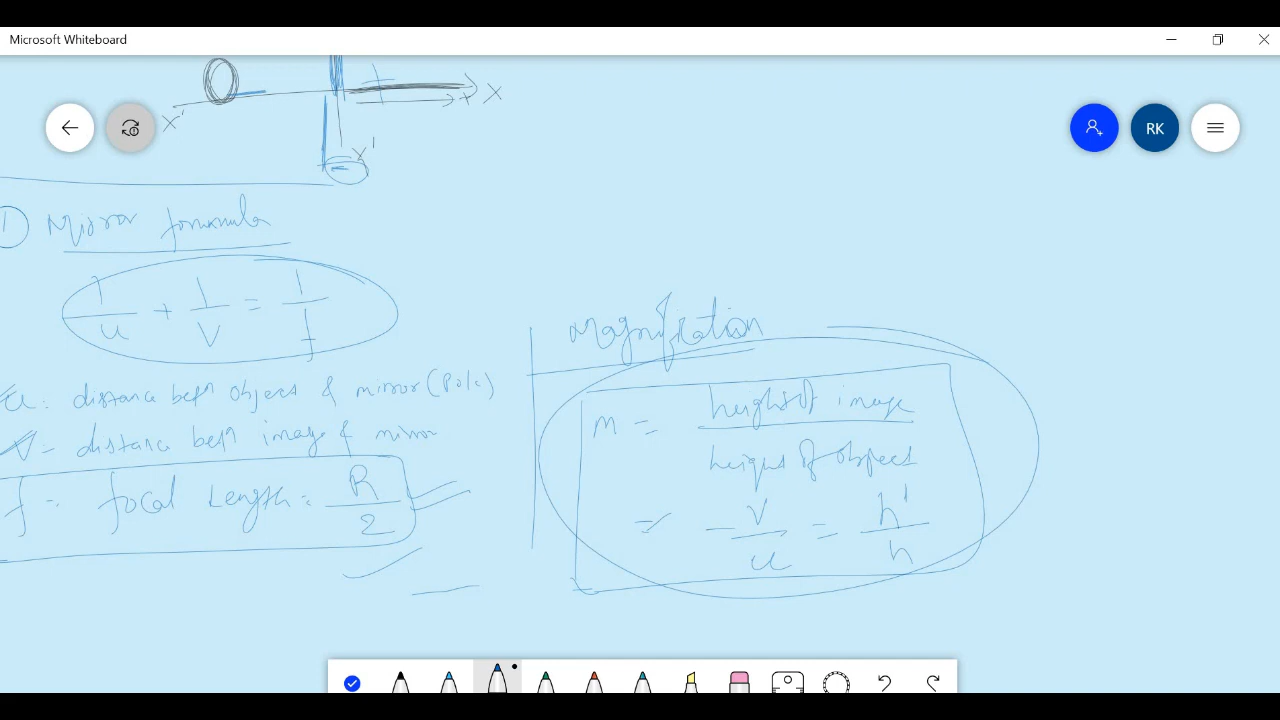 Microsoft Whiteboard
X
X'
+
X'
RK
1 Mirror formula
1/u + 1/v = 1/f
u: distance betn object & mirror (Pole)
v = distance betn image & mirror
f = focal Length = R/2
Magnification
m = height of image / height of object
= -v/u = h'/h